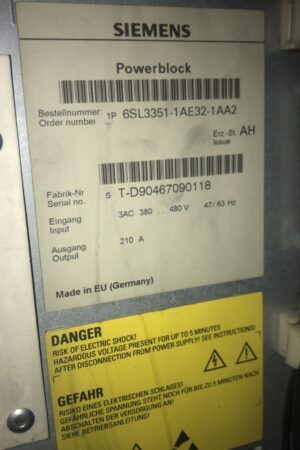 SIEMENS
Powerblock
Bestellnummer
Order number
1P 6SL3351-1AE32-1AA2
Erz.-St. AH
Issue
Fabrik-Nr
Serial no.
S T-D90467090118
Eingang
Input
3AC 380 ... 480 V 47/ 63 Hz
Ausgang
Output
210 A
Made in EU (Germany)
DANGER
RISK OF ELECTRIC SHOCK!
HAZARDOUS VOLTAGE PRESENT FOR UP TO 5 MINUTES
AFTER DISCONNECTION FROM POWER SUPPLY! SEE INSTRUCTIONS!
GEFAHR
RISIKO EINES ELEKTRISCHEN SCHLAGES!
GEFÄHRLICHE SPANNUNG STEHT NOCH FÜR BIS ZU 5 MINUTEN NACH
ABSCHALTEN DER VERSORGUNG AN!
SIEHE BETRIEBSANLEITUNG!